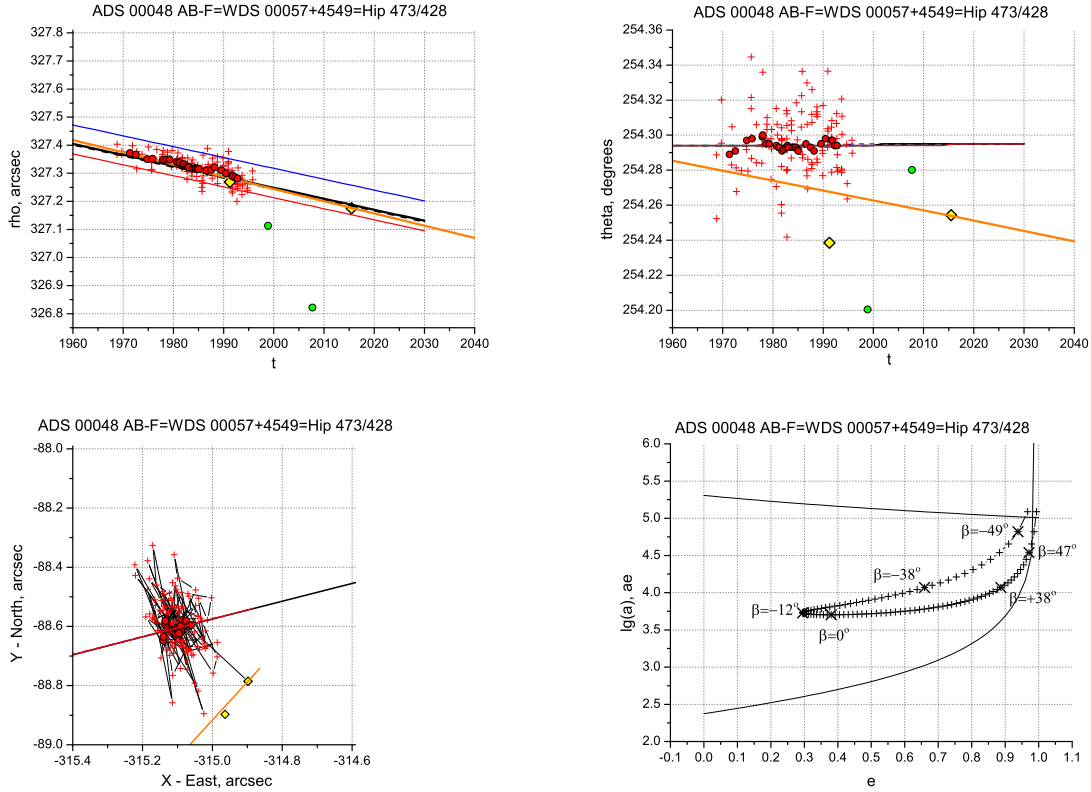 ADS 00048 AB-F=WDS 00057+4549=Hip 473/428
327.8
327.7
327.6
327.5
327.4
327.3
327.2
327.1
327.0
326.9
326.8
rho, arcsec
1960 1970 1980 1990 2000 2010 2020 2030 2040
t
ADS 00048 AB-F=WDS 00057+4549=Hip 473/428
254.36
254.34
254.32
254.30
254.28
254.26
254.24
254.22
254.20
theta, degrees
1960 1970 1980 1990 2000 2010 2020 2030 2040
t
ADS 00048 AB-F=WDS 00057+4549=Hip 473/428
-88.0
-88.2
-88.4
-88.6
-88.8
-89.0
Y - North, arcsec
-315.4 -315.2 -315.0 -314.8 -314.6
X - East, arcsec
ADS 00048 AB-F=WDS 00057+4549=Hip 473/428
6.0
5.5
5.0
4.5
4.0
3.5
3.0
2.5
2.0
lg(a), ae
β=−49°
β=47°
β=−38°
β=+38°
β=−12°
β=0°
-0.1 0.0 0.1 0.2 0.3 0.4 0.5 0.6 0.7 0.8 0.9 1.0 1.1
e